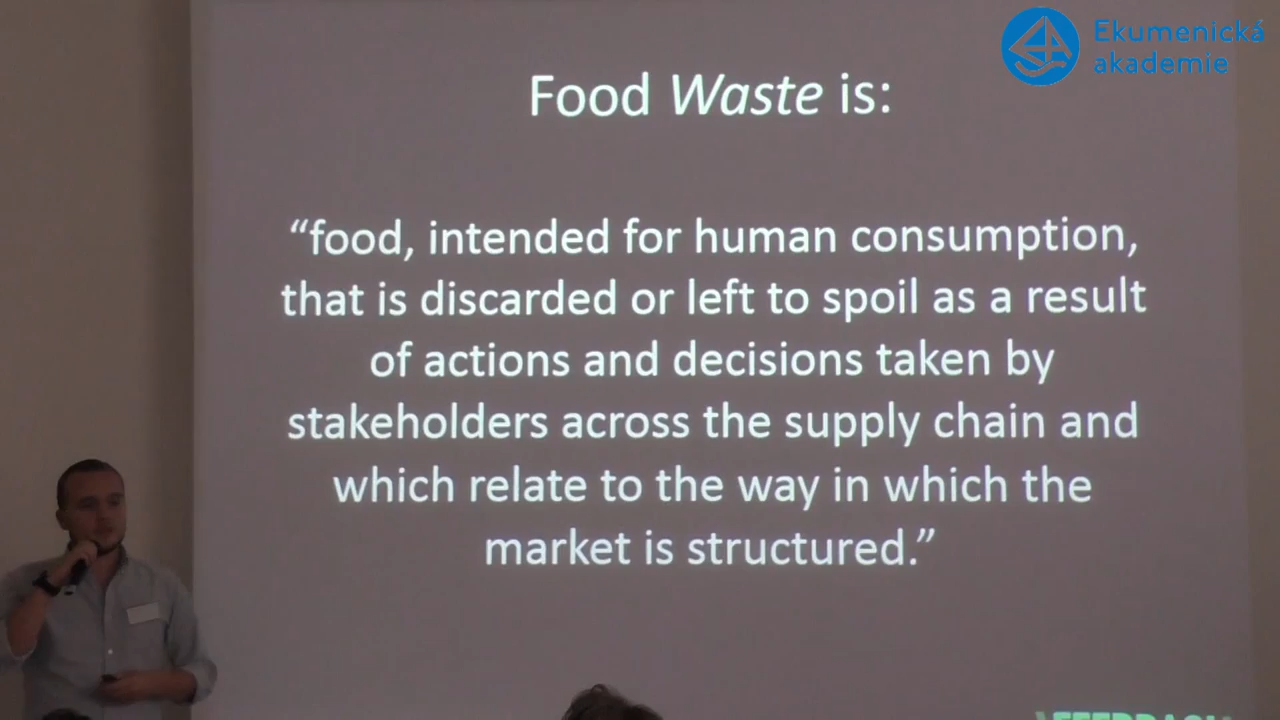 Ekumenická
akademie
Food Waste is:
“food, intended for human consumption,
that is discarded or left to spoil as a result
of actions and decisions taken by
stakeholders across the supply chain and
which relate to the way in which the
market is structured.”